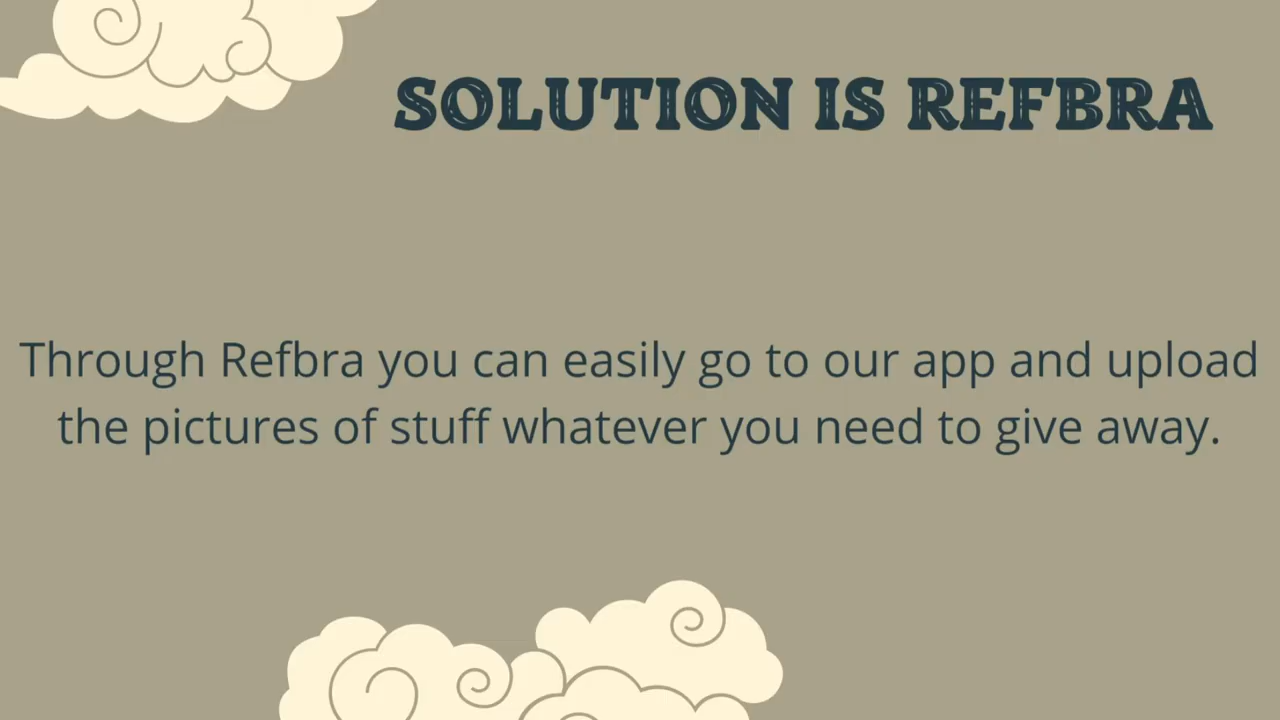 SOLUTION IS REFBRA
Through Refbra you can easily go to our app and upload
the pictures of stuff whatever you need to give away.